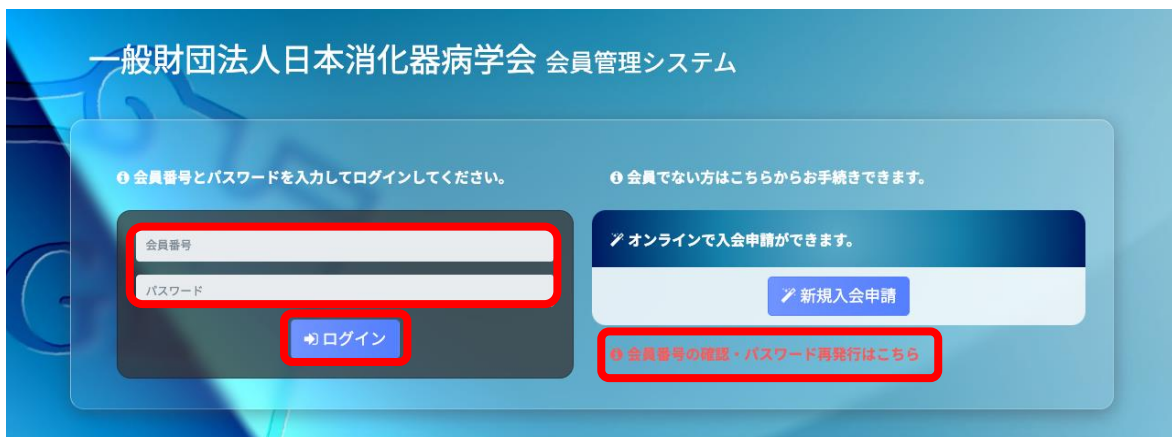 一般財団法人日本消化器病学会 会員管理システム
会員番号とパスワードを入力してログインしてください。
会員番号
パスワード
ログイン
会員でない方はこちらからお手続きできます。
オンラインで入会申請ができます。
新規入会申請
会員番号の確認・パスワード再発行はこちら